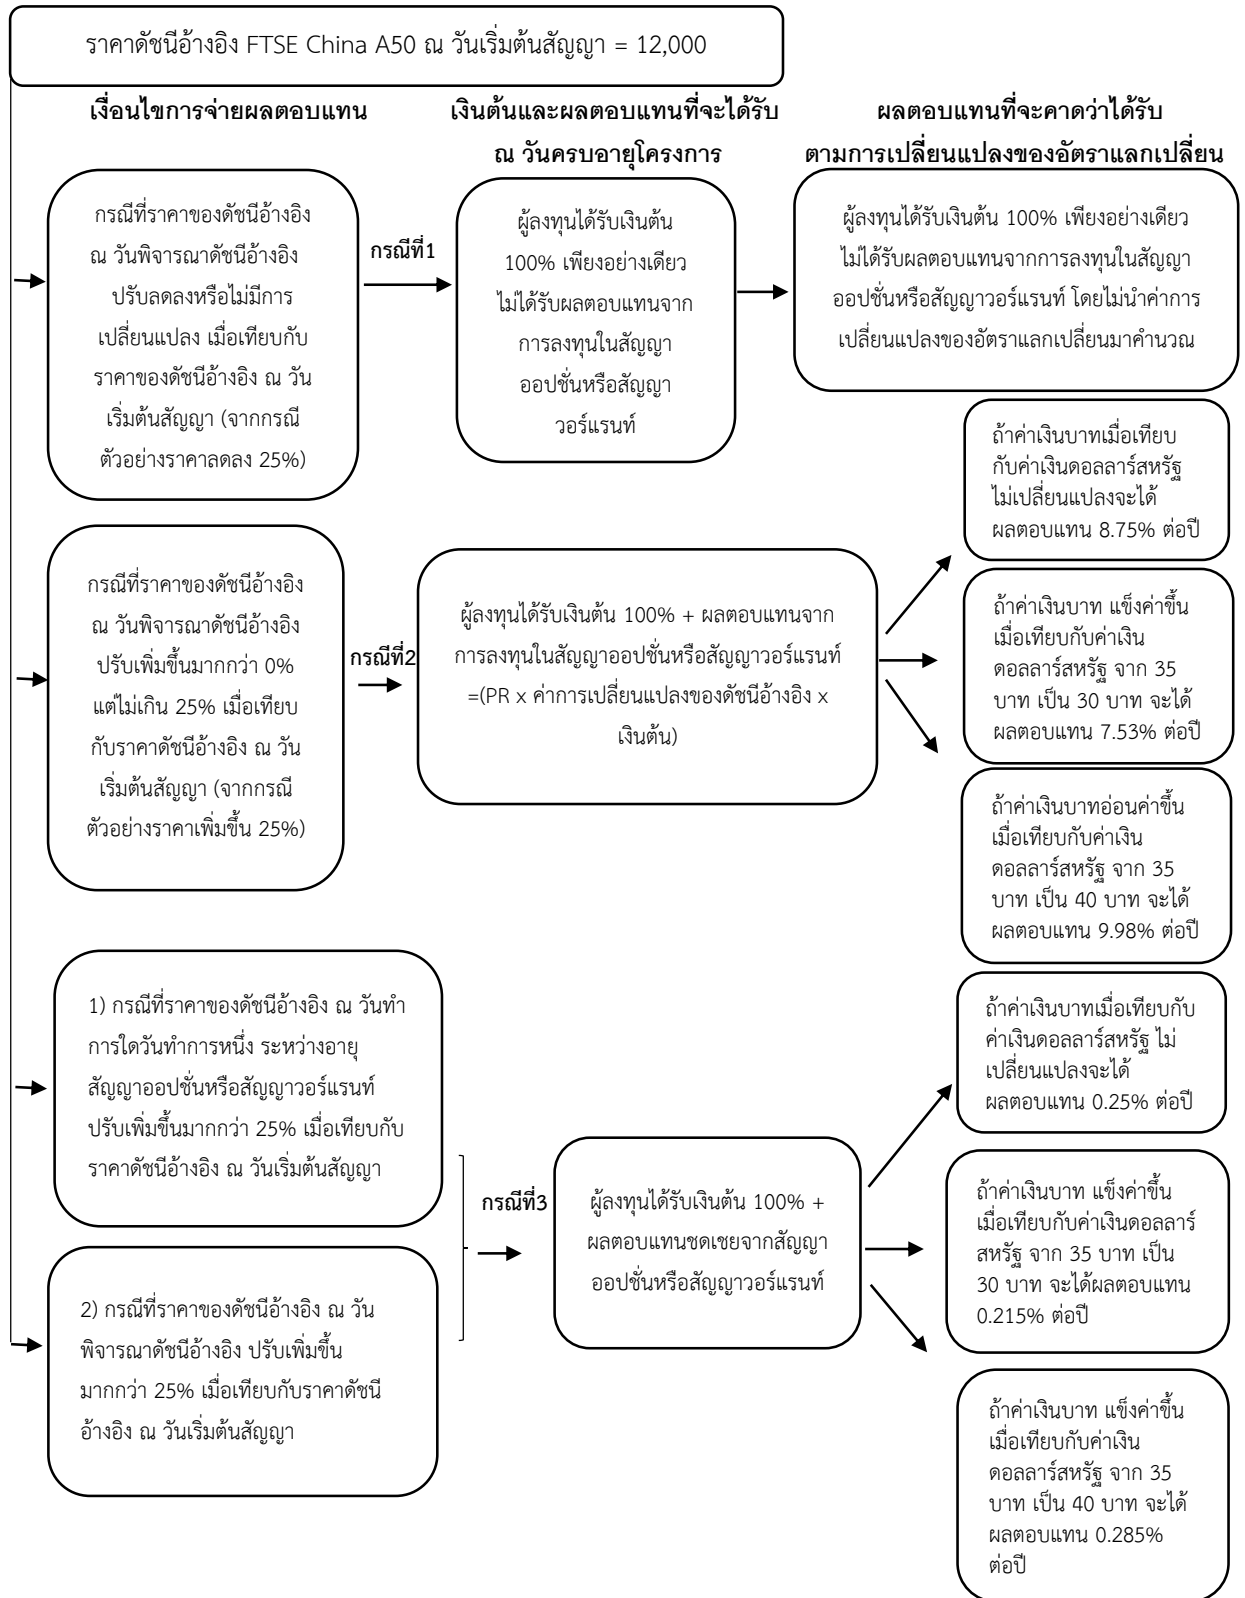 ราคาดัชนีอ้างอิง FTSE China A50 ณ วันเริ่มต้นสัญญา = 12,000
เงื่อนไขการจ่ายผลตอบแทน
เงินต้นและผลตอบแทนที่จะได้รับ
ณ วันครบอายุโครงการ
ผลตอบแทนที่จะคาดว่าได้รับ
ตามการเปลี่ยนแปลงของอัตราแลกเปลี่ยน
กรณีที่ราคาของดัชนีอ้างอิง
ณ วันพิจารณาดัชนีอ้างอิง
ปรับลดลงหรือไม่มีการ
เปลี่ยนแปลง เมื่อเทียบกับ
ราคาของดัชนีอ้างอิง ณ วัน
เริ่มต้นสัญญา (จากกรณี
ตัวอย่างราคาลดลง 25%)
กรณีที่1
ผู้ลงทุนได้รับเงินต้น
100% เพียงอย่างเดียว
ไม่ได้รับผลตอบแทนจาก
การลงทุนในสัญญา
ออปชั่นหรือสัญญา
วอร์แรนท์
ผู้ลงทุนได้รับเงินต้น 100% เพียงอย่างเดียว
ไม่ได้รับผลตอบแทนจากการลงทุนในสัญญา
ออปชั่นหรือสัญญาวอร์แรนท์ โดยไม่นำค่าการ
เปลี่ยนแปลงของอัตราแลกเปลี่ยนมาคำนวณ
กรณีที่ราคาของดัชนีอ้างอิง
ณ วันพิจารณาดัชนีอ้างอิง
ปรับเพิ่มขึ้นมากกว่า 0%
แต่ไม่เกิน 25% เมื่อเทียบ
กับราคาดัชนีอ้างอิง ณ วัน
เริ่มต้นสัญญา (จากกรณี
ตัวอย่างราคาเพิ่มขึ้น 25%)
กรณีที่2
ผู้ลงทุนได้รับเงินต้น 100% + ผลตอบแทนจาก
การลงทุนในสัญญาออปชั่นหรือสัญญาวอร์แรนท์
=(PR x ค่าการเปลี่ยนแปลงของดัชนีอ้างอิง x
เงินต้น)
ถ้าค่าเงินบาทเมื่อเทียบ
กับค่าเงินดอลลาร์สหรัฐ
ไม่เปลี่ยนแปลงจะได้
ผลตอบแทน 8.75% ต่อปี
ถ้าค่าเงินบาท แข็งค่าขึ้น
เมื่อเทียบกับค่าเงิน
ดอลลาร์สหรัฐ จาก 35
บาท เป็น 30 บาท จะได้
ผลตอบแทน 7.53% ต่อปี
ถ้าค่าเงินบาทอ่อนค่าขึ้น
เมื่อเทียบกับค่าเงิน
ดอลลาร์สหรัฐ จาก 35
บาท เป็น 40 บาท จะได้
ผลตอบแทน 9.98% ต่อปี
1) กรณีที่ราคาของดัชนีอ้างอิง ณ วันทำ
การใดวันทำการหนึ่ง ระหว่างอายุ
สัญญาออปชั่นหรือสัญญาวอร์แรนท์
ปรับเพิ่มขึ้นมากกว่า 25% เมื่อเทียบกับ
ราคาดัชนีอ้างอิง ณ วันเริ่มต้นสัญญา
2) กรณีที่ราคาของดัชนีอ้างอิง ณ วัน
พิจารณาดัชนีอ้างอิง ปรับเพิ่มขึ้น
มากกว่า 25% เมื่อเทียบกับราคาดัชนี
อ้างอิง ณ วันเริ่มต้นสัญญา
กรณีที่3
ผู้ลงทุนได้รับเงินต้น 100% +
ผลตอบแทนชดเชยจากสัญญา
ออปชั่นหรือสัญญาวอร์แรนท์
ถ้าค่าเงินบาทเมื่อเทียบกับ
ค่าเงินดอลลาร์สหรัฐ ไม่
เปลี่ยนแปลงจะได้
ผลตอบแทน 0.25% ต่อปี
ถ้าค่าเงินบาท แข็งค่าขึ้น
เมื่อเทียบกับค่าเงินดอลลาร์
สหรัฐ จาก 35 บาท เป็น
30 บาท จะได้ผลตอบแทน
0.215% ต่อปี
ถ้าค่าเงินบาท แข็งค่าขึ้น
เมื่อเทียบกับค่าเงิน
ดอลลาร์สหรัฐ จาก 35
บาท เป็น 40 บาท จะได้
ผลตอบแทน 0.285%
ต่อปี